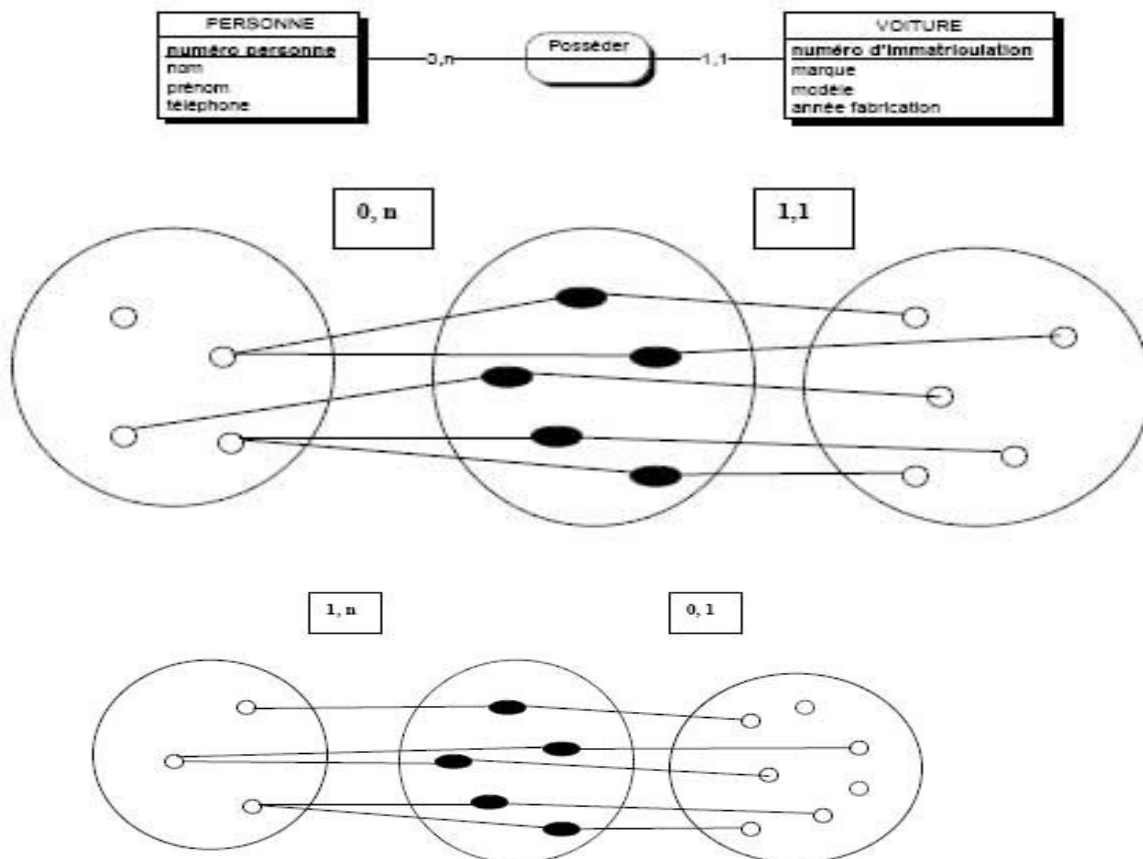 PERSONNE
numéro personne
nom
prénom
téléphone
0,n
Posséder
1,1
VOITURE
numéro d'immatriculation
marque
modèle
année fabrication
0, n
1,1
1, n
0, 1